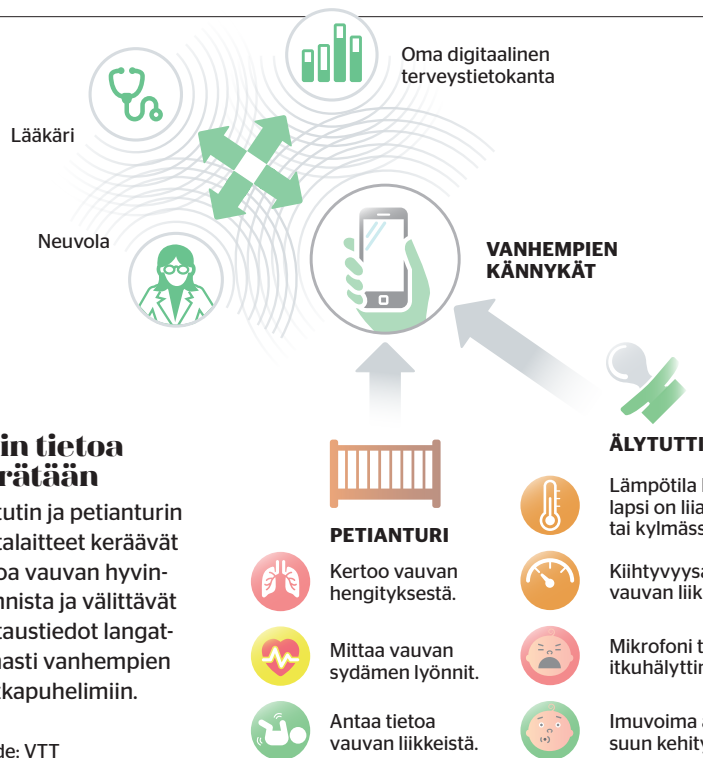 Oma digitaalinen
terveystietokanta
Lääkäri
Neuvola
VANHEMPIEN
KÄNNYKÄT
in tietoa
rätään
tutin ja petianturin
talaitteet keräävät
oa vauvan hyvin-
nnista ja välittävät
taustiedot langat-
nasti vanhempien
tkapuhelimiin.
de: VTT
PETIANTURI
Kertoo vauvan
hengityksestä.
Mittaa vauvan
sydämen lyönnit.
Antaa tietoa
vauvan liikkeistä.
ÄLYTUTTI
Lämpötila
lapsi on liia
tai kylmäss
Kiihtyvyysa
vauvan liik
Mikrofoni t
itkuhälyttin
Imuvoima a
suun kehity